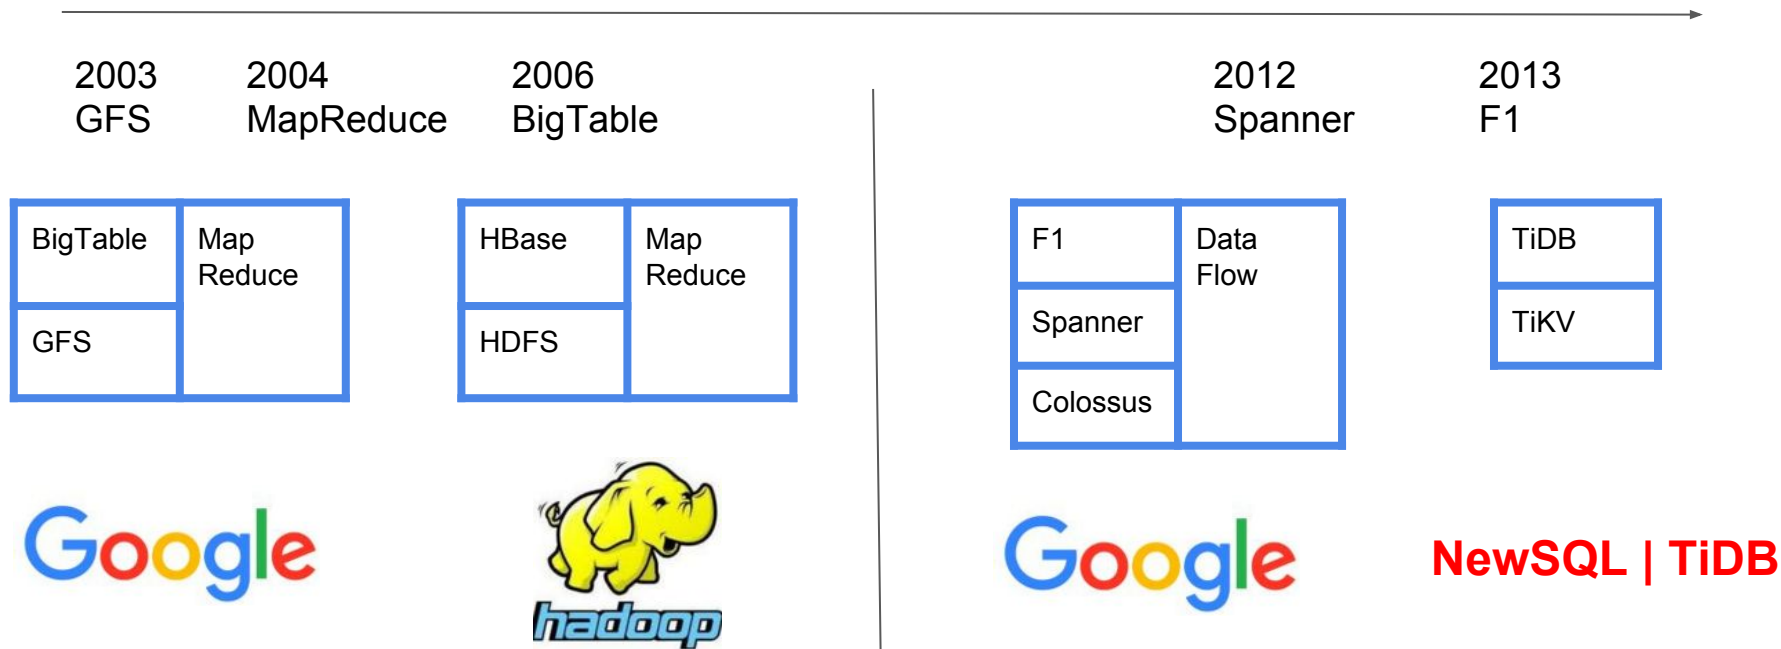 2003
GFS
2004
MapReduce
2006
BigTable
2012
Spanner
2013
F1
BigTable
Map
Reduce
GFS
HBase
Map
Reduce
HDFS
F1
Data
Flow
Spanner
Colossus
TiDB
TiKV
Google
hadoop
Google
NewSQL | TiDB